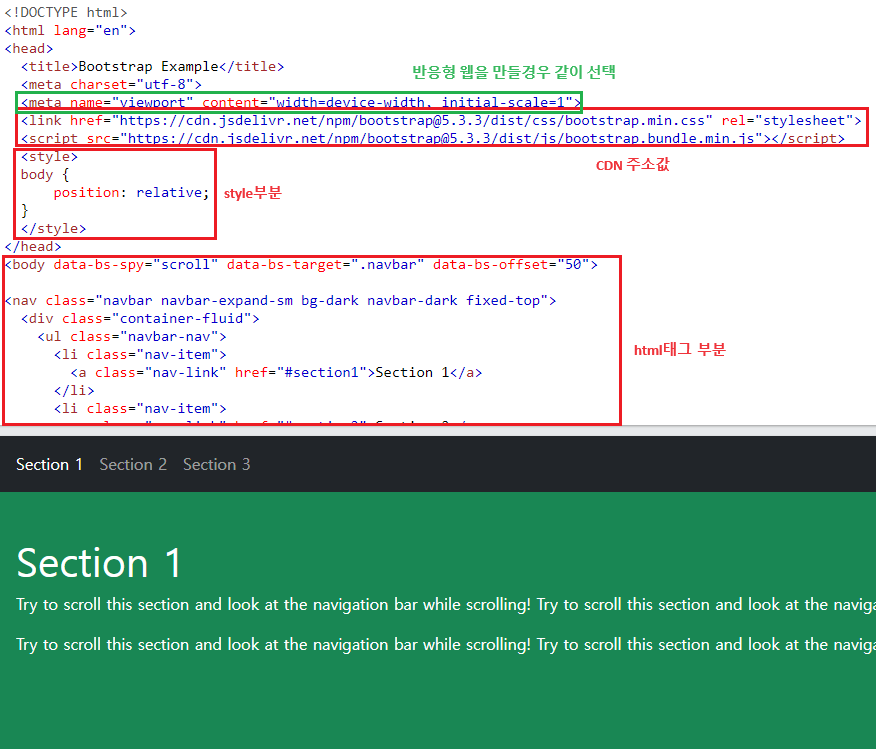 <!DOCTYPE html>
<html lang="en">
<head>
<title>Bootstrap Example</title>
반응형 웹을 만들경우 같이 선택
<meta charset="utf-8">
<meta name="viewport" content="width=device-width, initial-scale=1">
<link href="https://cdn.jsdelivr.net/npm/bootstrap@5.3.3/dist/css/bootstrap.min.css" rel="stylesheet">
<script src="https://cdn.jsdelivr.net/npm/bootstrap@5.3.3/dist/js/bootstrap.bundle.min.js"></script>
CDN 주소값
<style>
body {
position: relative;
style부분
}
</style>
</head>
<body data-bs-spy="scroll" data-bs-target=".navbar" data-bs-offset="50">
<nav class="navbar navbar-expand-sm bg-dark navbar-dark fixed-top">
<div class="container-fluid">
<ul class="navbar-nav">
<li class="nav-item">
html태그 부분
<a class="nav-link" href="#section1">Section 1</a>
</li>
<li class="nav-item">
Section 1 Section 2 Section 3
Section 1
Try to scroll this section and look at the navigation bar while scrolling! Try to scroll this section and look at the naviga
Try to scroll this section and look at the navigation bar while scrolling! Try to scroll this section and look at the naviga